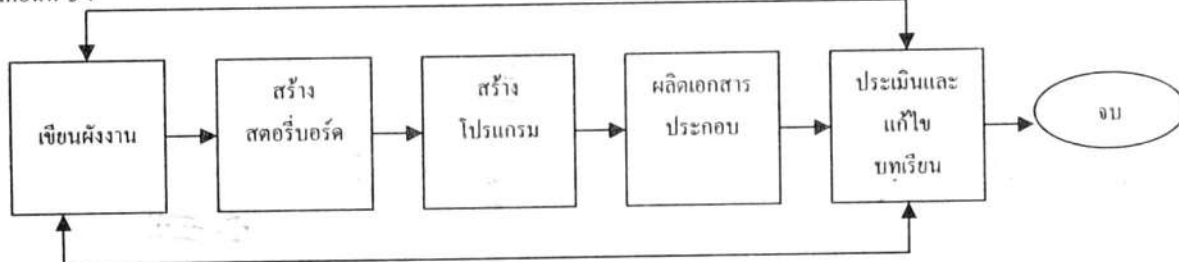 เขียนผังงาน
สร้าง
สตอรี่บอร์ด
สร้าง
โปรแกรม
ผลิตเอกสาร
ประกอบ
ประเมินและ
แก้ไข
บทเรียน
จบ